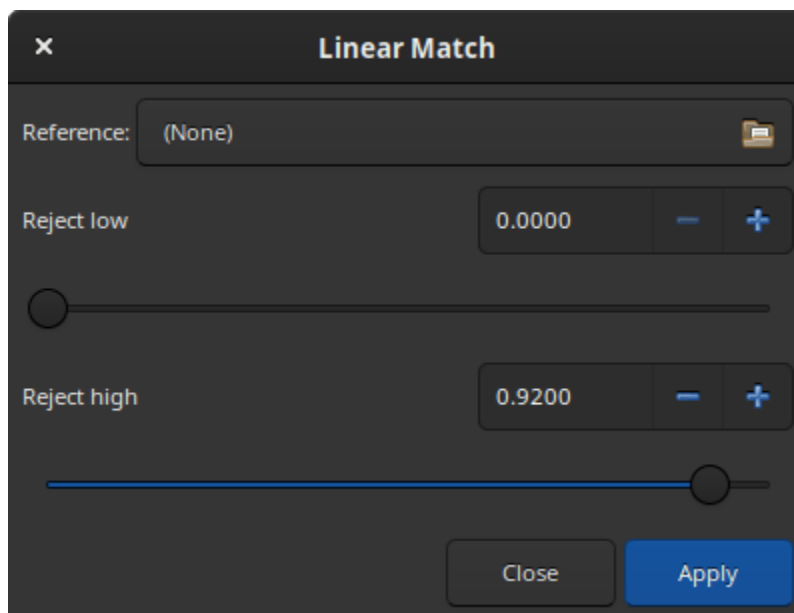 Linear Match
Reference: (None)
Reject low 0.0000
Reject high 0.9200
Close Apply